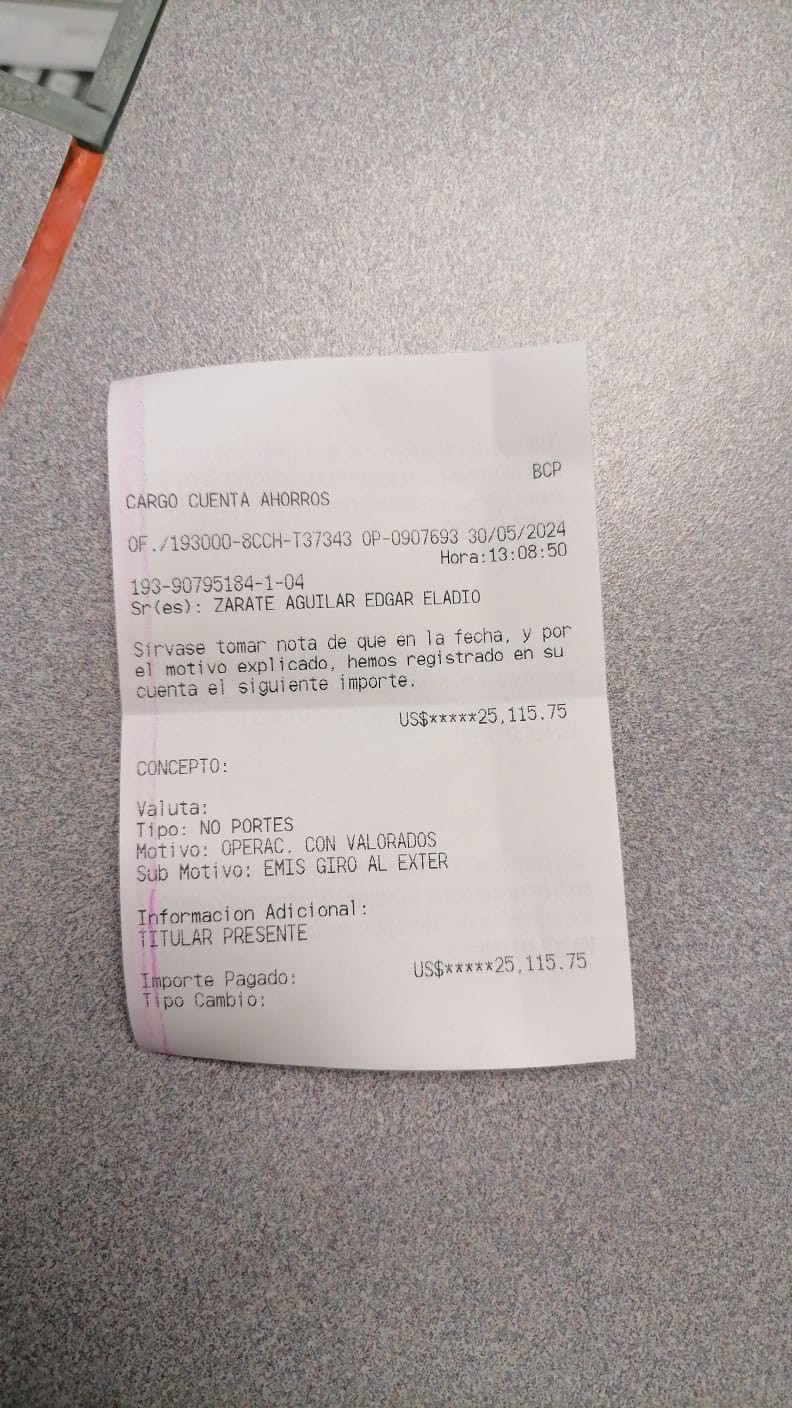 BCP
CARGO CUENTA AHORROS
OF./193000-8CCH-T37343 OP-0907693 30/05/2024
Hora:13:08:50
193-90795184-1-04
Sr(es): ZARATE AGUILAR EDGAR ELADIO
Sírvase tomar nota de que en la fecha, y por
el motivo explicado, hemos registrado en su
cuenta el siguiente importe.
US$*****25,115.75
CONCEPTO:
Valuta:
Tipo: NO PORTES
Motivo: OPERAC. CON VALORADOS
Sub Motivo: EMIS GIRO AL EXTER
Informacion Adicional:
TITULAR PRESENTE
Importe Pagado: US$*****25,115.75
Tipo Cambio: